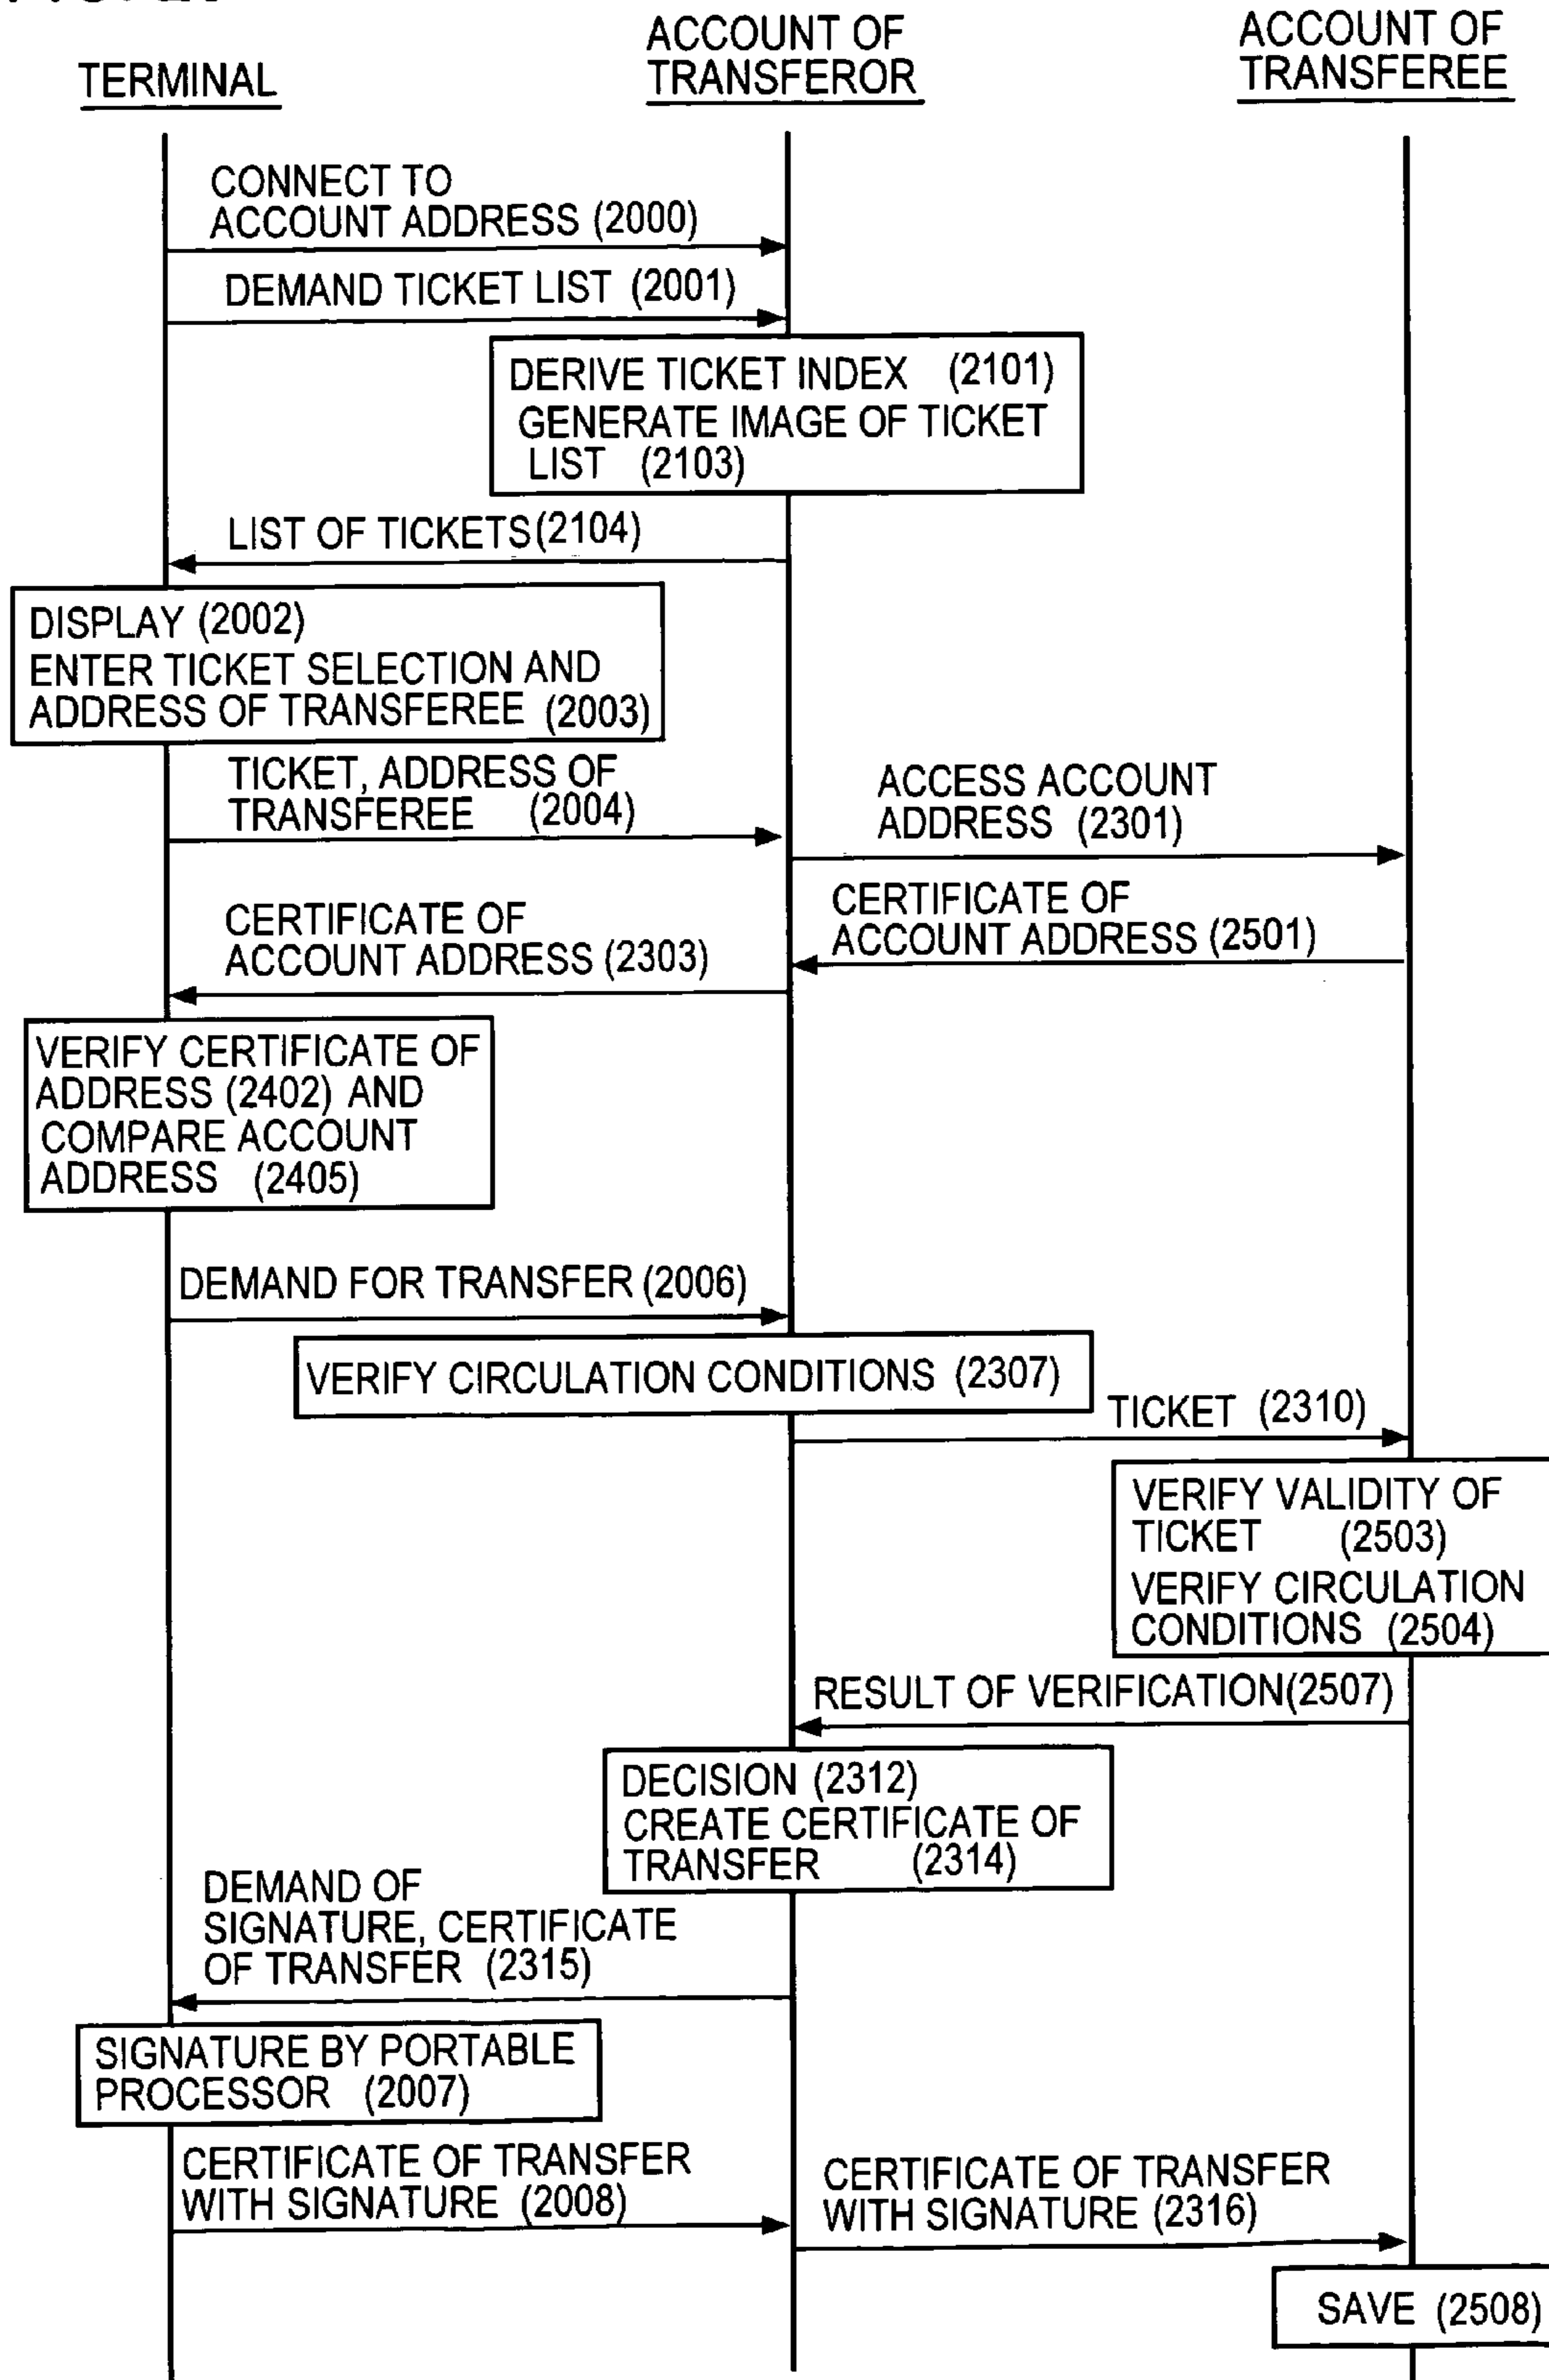 TERMINAL
ACCOUNT OF
TRANSFEROR
ACCOUNT OF
TRANSFEREE
CONNECT TO
ACCOUNT ADDRESS (2000)
DEMAND TICKET LIST (2001)
DERIVE TICKET INDEX (2101)
GENERATE IMAGE OF TICKET
LIST (2103)
LIST OF TICKETS(2104)
DISPLAY (2002)
ENTER TICKET SELECTION AND
ADDRESS OF TRANSFEREE (2003)
TICKET, ADDRESS OF
TRANSFEREE (2004)
ACCESS ACCOUNT
ADDRESS (2301)
CERTIFICATE OF
ACCOUNT ADDRESS (2501)
CERTIFICATE OF
ACCOUNT ADDRESS (2303)
VERIFY CERTIFICATE OF
ADDRESS (2402) AND
COMPARE ACCOUNT
ADDRESS (2405)
DEMAND FOR TRANSFER (2006)
VERIFY CIRCULATION CONDITIONS (2307)
TICKET (2310)
VERIFY VALIDITY OF
TICKET (2503)
VERIFY CIRCULATION
CONDITIONS (2504)
RESULT OF VERIFICATION(2507)
DECISION (2312)
CREATE CERTIFICATE OF
TRANSFER (2314)
DEMAND OF
SIGNATURE, CERTIFICATE
OF TRANSFER (2315)
SIGNATURE BY PORTABLE
PROCESSOR (2007)
CERTIFICATE OF TRANSFER
WITH SIGNATURE (2008)
CERTIFICATE OF TRANSFER
WITH SIGNATURE (2316)
SAVE (2508)